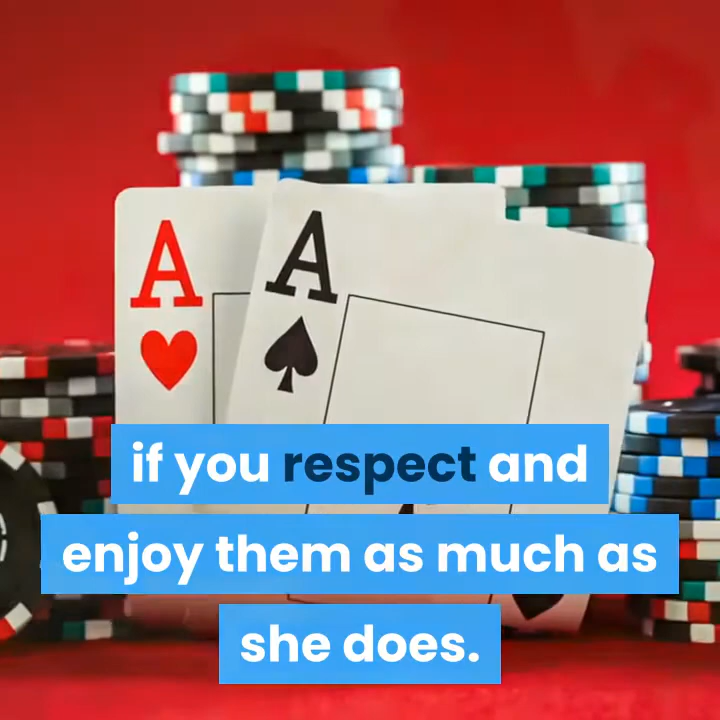 A
A
if you respect and
enjoy them as much as
she does.